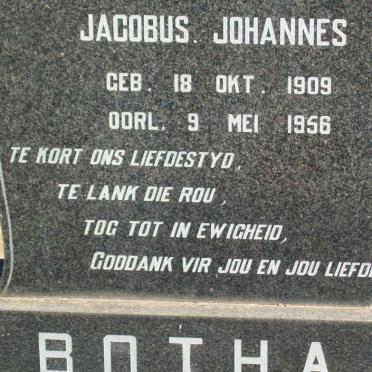 JACOBUS. JOHANNES
GEB. 18 OKT. 1909
OORL. 9 MEI 1956
TE KORT ONS LIEFDESTYD,
TE LANK DIE ROU,
TOG TOT IN EWIGHEID,
GODDANK VIR JOU EN JOU
BOTHA